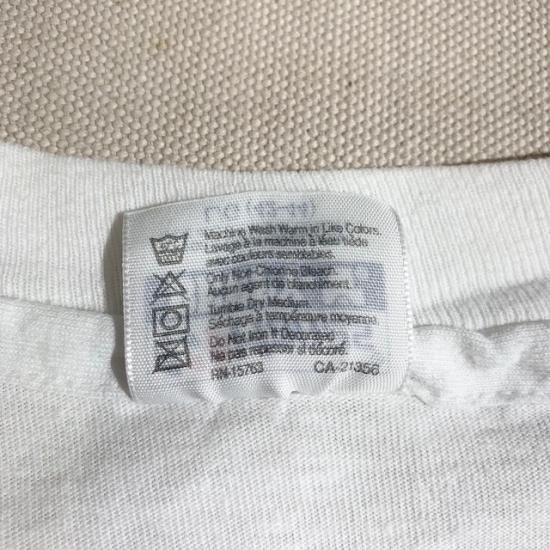 Machine Wash Warm in Like Colors.
Lavage à la machine à l'eau tiède
avec couleurs semblables.
Only Non-Chlorine Bleach.
Aucun agent de blanchiment.
Tumble Dry Medium.
Séchage à température moyenne.
Do Not Iron If Decorated.
Ne pas repasser si décoré.
RN-15763 CA-21356